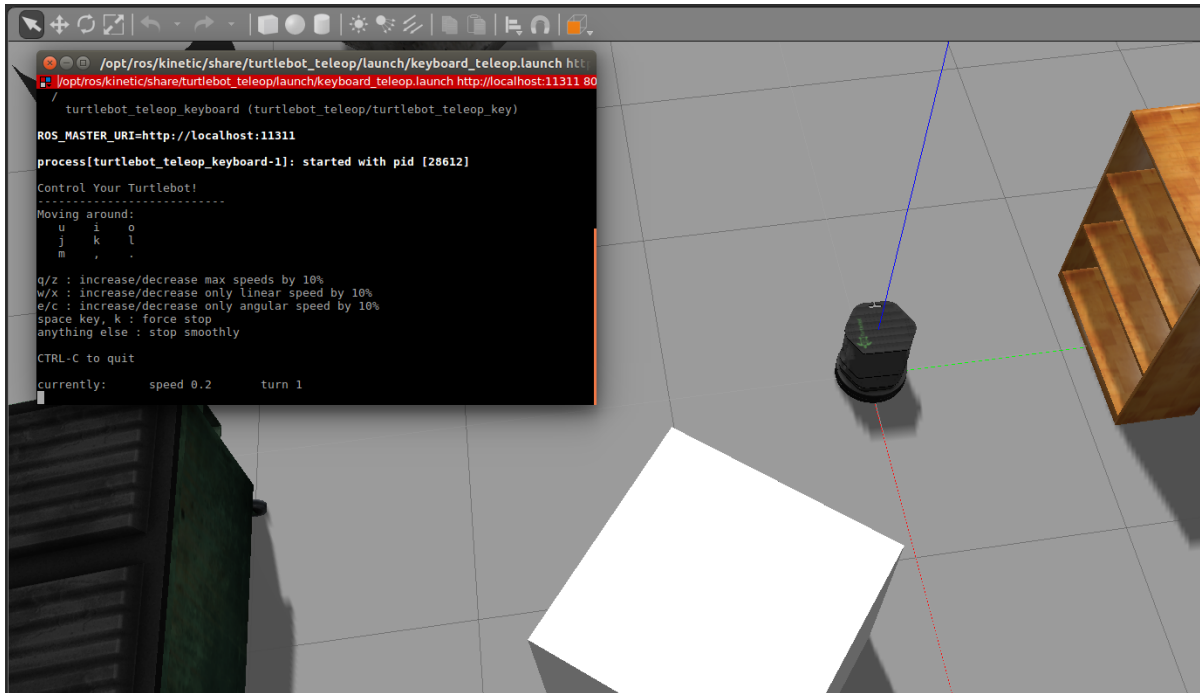 /opt/ros/kinetic/share/turtlebot_teleop/launch/keyboard_teleop.launch htt
/opt/ros/kinetic/share/turtlebot_teleop/launch/keyboard_teleop.launch http://localhost:11311 80
/
turtlebot_teleop_keyboard (turtlebot_teleop/turtlebot_teleop_key)
ROS_MASTER_URI=http://localhost:11311
process[turtlebot_teleop_keyboard-1]: started with pid [28612]
Control Your Turtlebot!
---------------------------
Moving around:
u i o
j k l
m , .
q/z : increase/decrease max speeds by 10%
w/x : increase/decrease only linear speed by 10%
e/c : increase/decrease only angular speed by 10%
space key, k : force stop
anything else : stop smoothly
CTRL-C to quit
currently: speed 0.2 turn 1